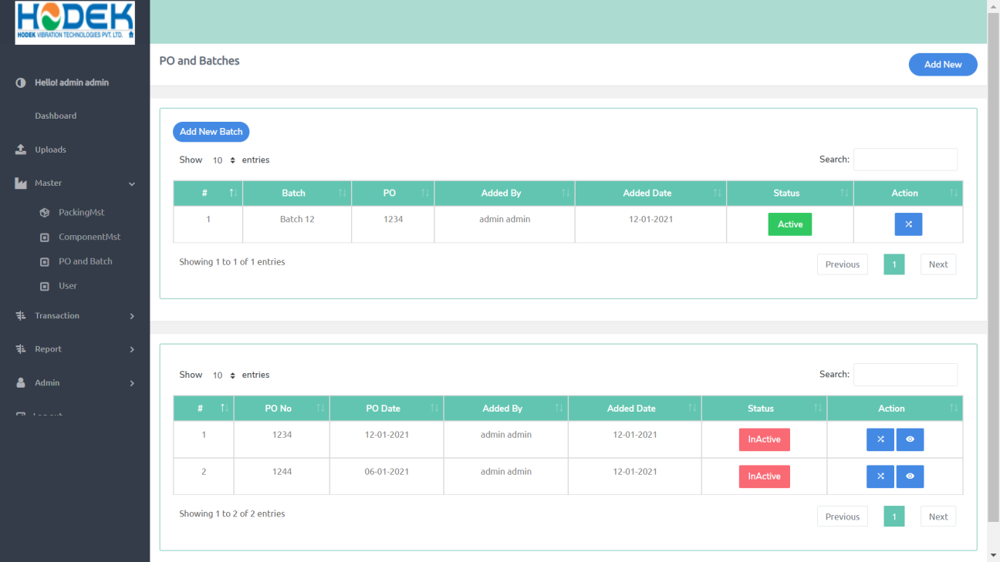 HODEK
HODEK VIBRATION TECHNOLOGIES PVT. LTD.
Hello! admin admin
Dashboard
Uploads
Master
PackingMst
ComponentMst
PO and Batch
User
Transaction
Report
Admin
PO and Batches
Add New
Add New Batch
Show 10 entries
Search:
# Batch PO Added By Added Date Status Action
1 Batch 12 1234 admin admin 12-01-2021 Active
Showing 1 to 1 of 1 entries
Previous 1 Next
Show 10 entries
Search:
# PO No PO Date Added By Added Date Status Action
1 1234 12-01-2021 admin admin 12-01-2021 InActive
2 1244 06-01-2021 admin admin 12-01-2021 InActive
Showing 1 to 2 of 2 entries
Previous 1 Next